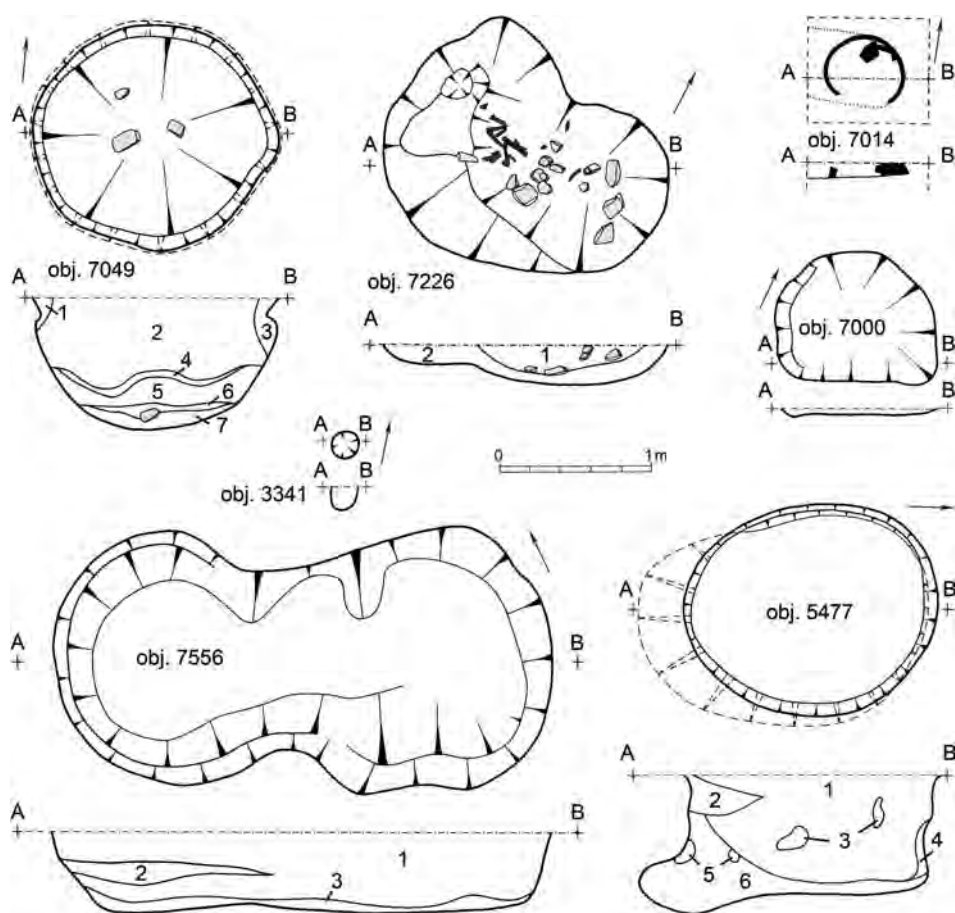 A B
obj. 7049
A B
1 2 3 4 5 6 7
A B
obj. 7226
A B
2 1
A B
obj. 7014
A B
obj. 7000
A B
A B
A B
A B
obj. 3341
0 1m
A B
obj. 7556
A B
1 2 3
A B
obj. 5477
A B
1 2 3 4 5 6